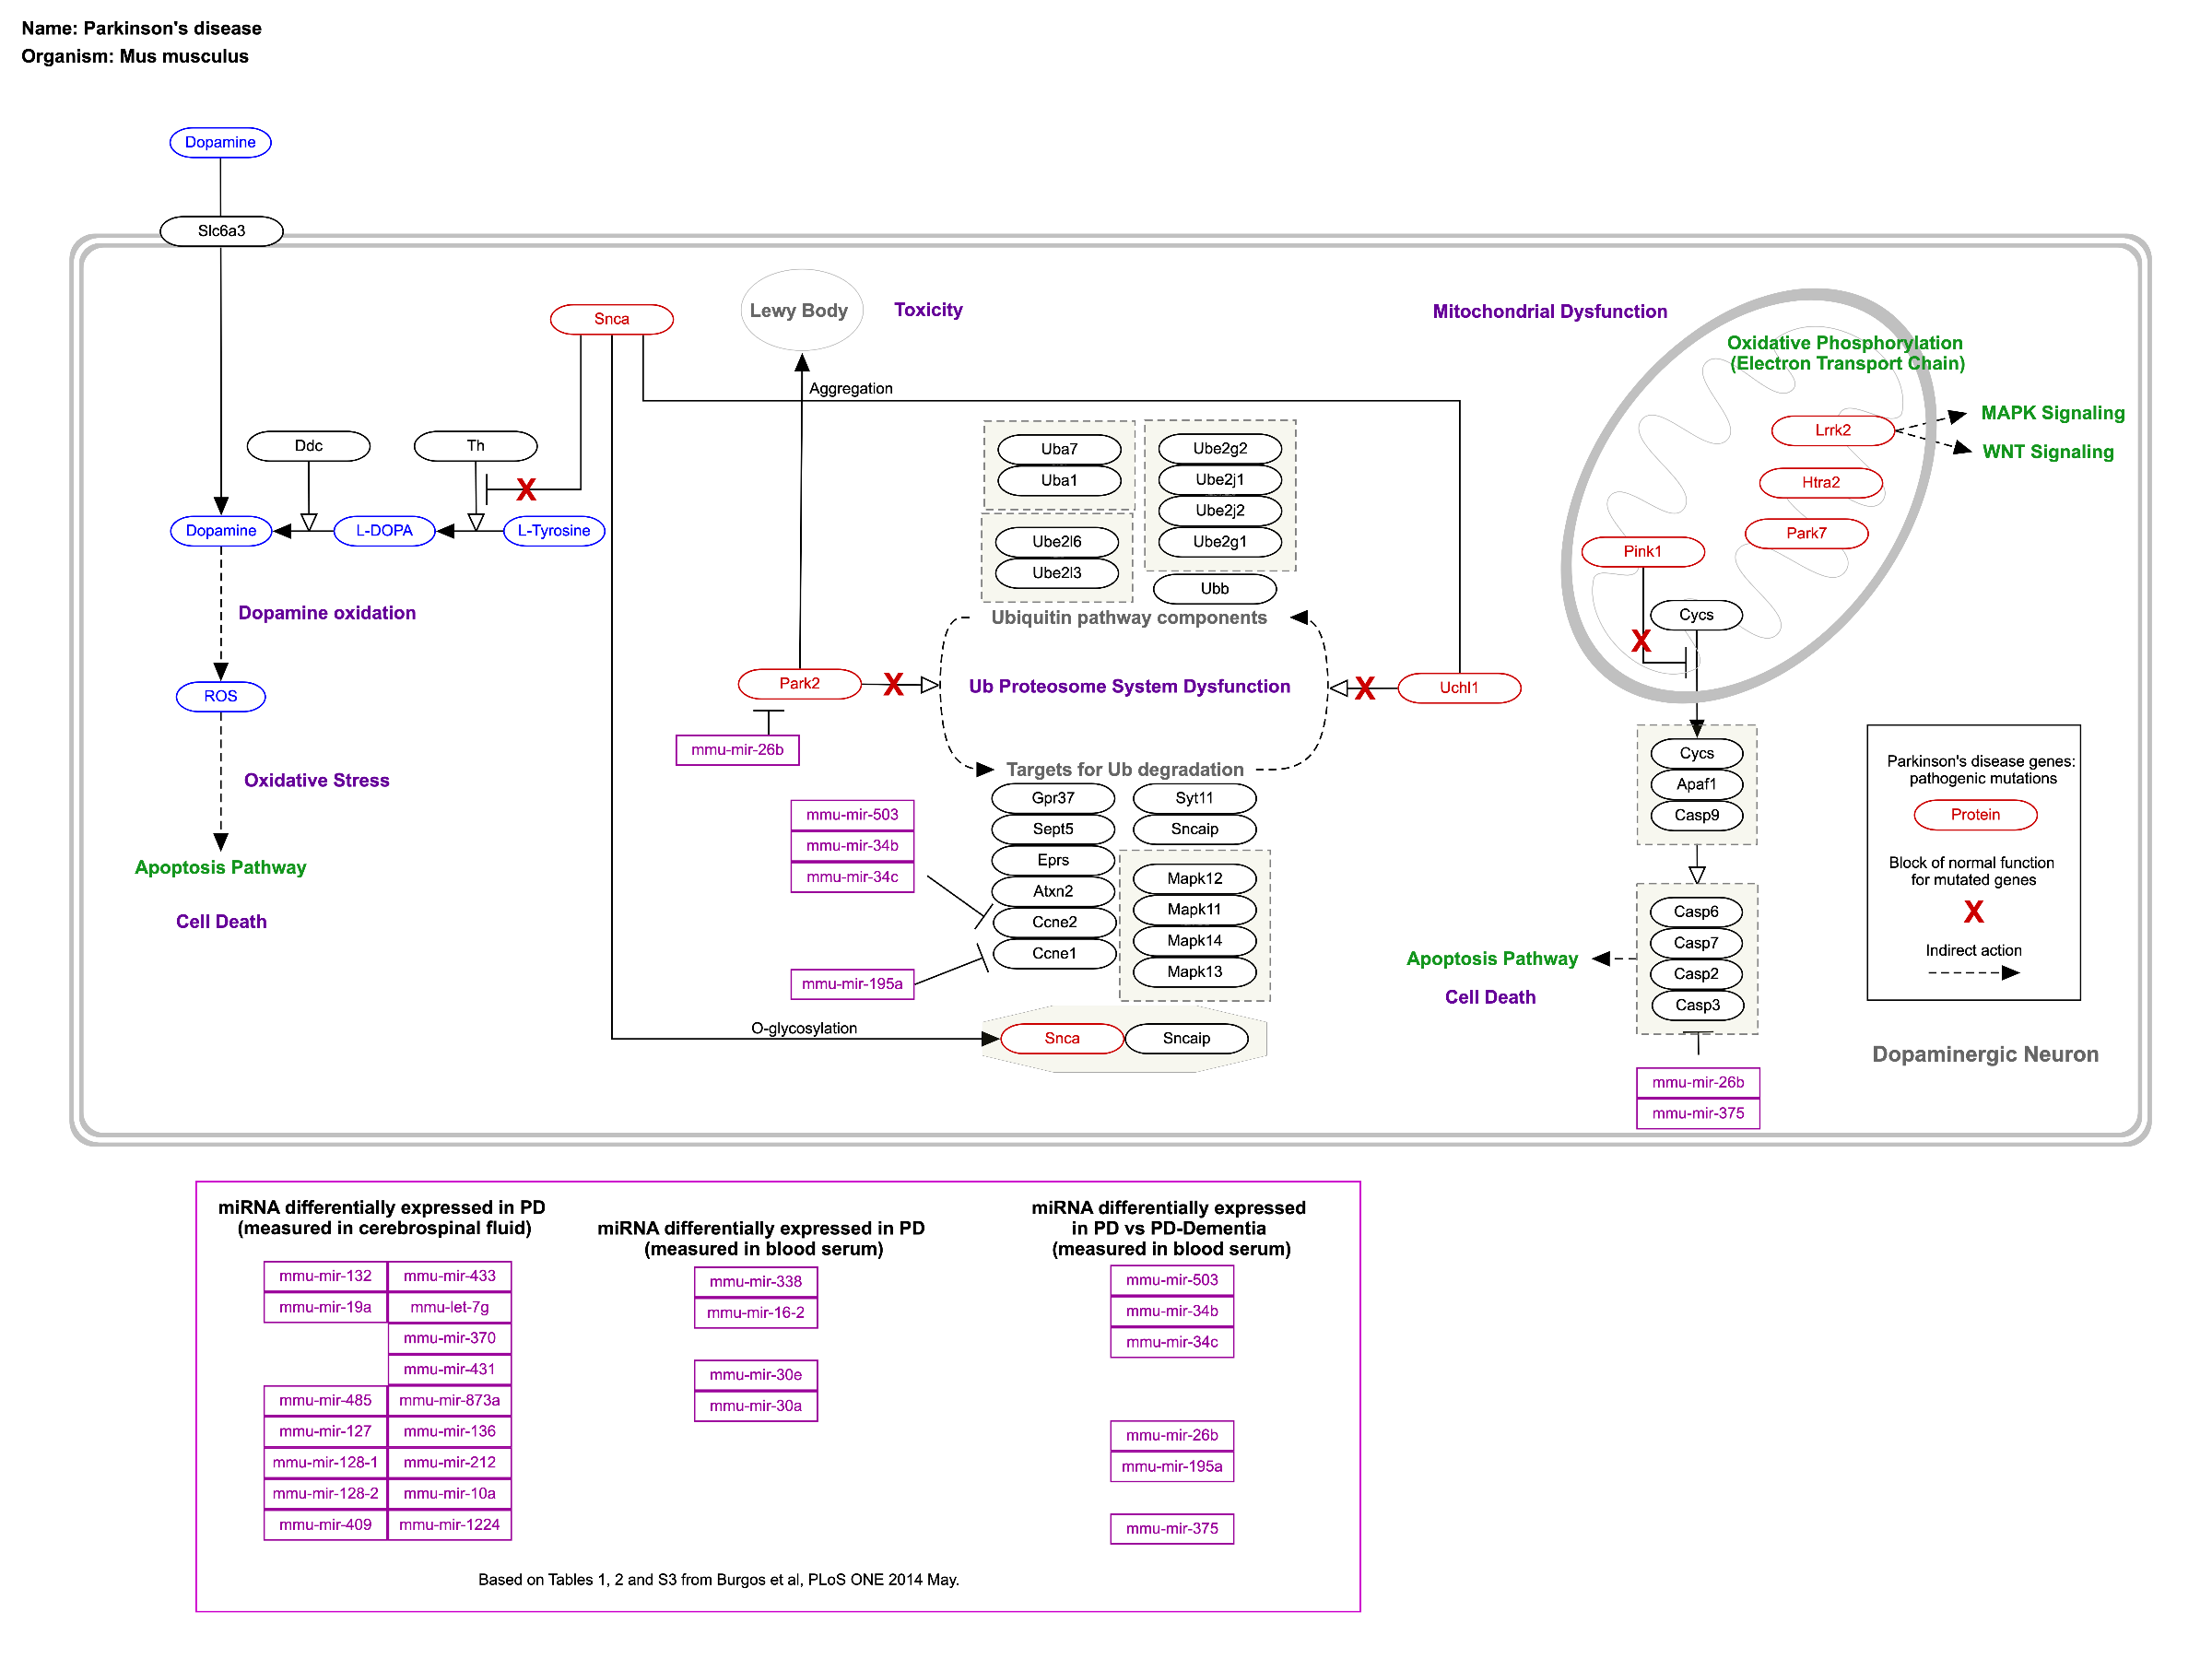 Name: Parkinson's disease
Organism: Mus musculus
Dopamine
Slc6a3
Snca
Lewy Body
Toxicity
Aggregation
Mitochondrial Dysfunction
Oxidative Phosphorylation
(Electron Transport Chain)
Lrrk2
MAPK Signaling
WNT Signaling
Htra2
Park7
Pink1
Cycs
X
Ddc
Th
X
Dopamine
L-DOPA
L-Tyrosine
Dopamine oxidation
ROS
Oxidative Stress
Apoptosis Pathway
Cell Death
Uba7
Uba1
Ube2g2
Ube2j1
Ube2j2
Ube2g1
Ube2l6
Ube2l3
Ubb
Ubiquitin pathway components
Park2
X
Ub Proteosome System Dysfunction
X
Uchl1
mmu-mir-26b
Targets for Ub degradation
Gpr37
Sept5
Eprs
Atxn2
Ccne2
Ccne1
Syt11
Sncaip
Mapk12
Mapk11
Mapk14
Mapk13
mmu-mir-503
mmu-mir-34b
mmu-mir-34c
mmu-mir-195a
O-glycosylation
Snca
Sncaip
Cycs
Apaf1
Casp9
Casp6
Casp7
Casp2
Casp3
Apoptosis Pathway
Cell Death
mmu-mir-26b
mmu-mir-375
Parkinson's disease genes:
pathogenic mutations
Protein
Block of normal function
for mutated genes
X
Indirect action
Dopaminergic Neuron
miRNA differentially expressed in PD
(measured in cerebrospinal fluid)
mmu-mir-132
mmu-mir-433
mmu-mir-19a
mmu-let-7g
mmu-mir-370
mmu-mir-431
mmu-mir-485
mmu-mir-873a
mmu-mir-127
mmu-mir-136
mmu-mir-128-1
mmu-mir-212
mmu-mir-128-2
mmu-mir-10a
mmu-mir-409
mmu-mir-1224
miRNA differentially expressed in PD
(measured in blood serum)
mmu-mir-338
mmu-mir-16-2
mmu-mir-30e
mmu-mir-30a
miRNA differentially expressed
in PD vs PD-Dementia
(measured in blood serum)
mmu-mir-503
mmu-mir-34b
mmu-mir-34c
mmu-mir-26b
mmu-mir-195a
mmu-mir-375
Based on Tables 1, 2 and S3 from Burgos et al, PLoS ONE 2014 May.